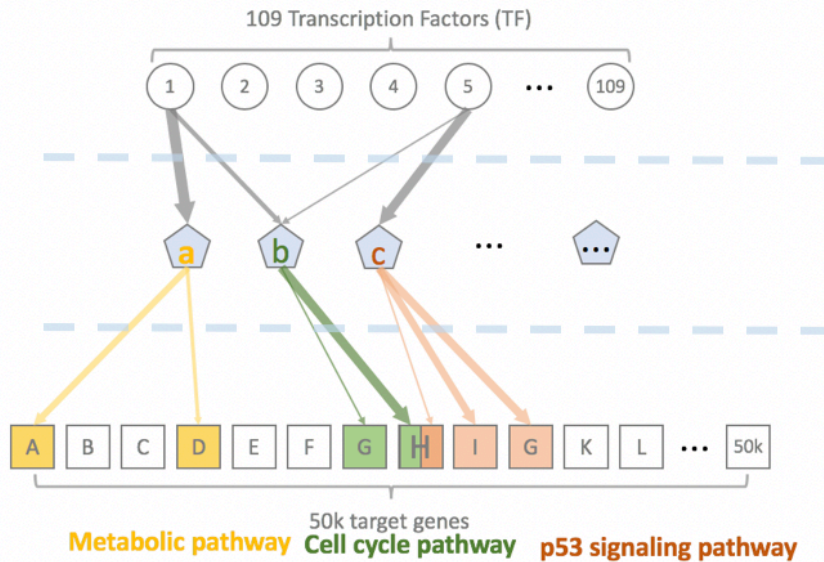 109 Transcription Factors (TF)
1 2 3 4 5 ... 109
a b c ... ...
A B C D E F G H I G K L ... 50k
50k target genes
Metabolic pathway Cell cycle pathway p53 signaling pathway